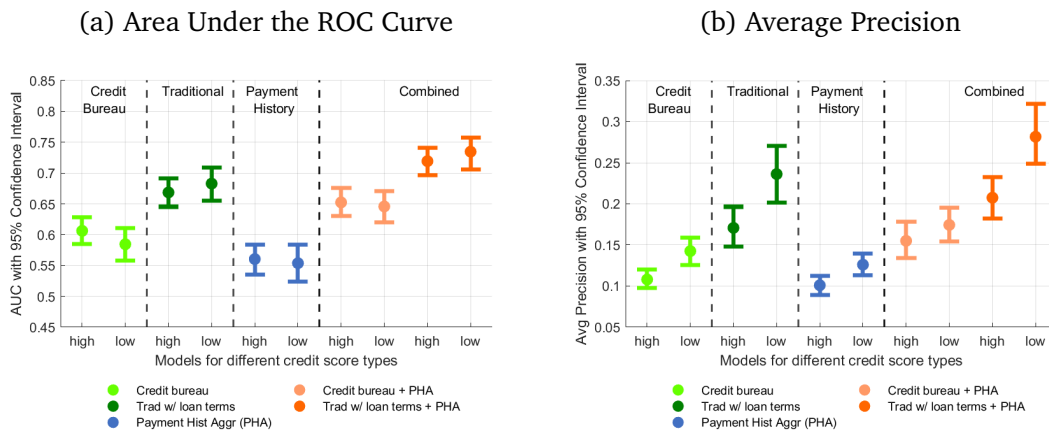 (a) Area Under the ROC Curve
Credit Bureau
Traditional
Payment History
Combined
AUC with 95% Confidence Interval
0.85
0.8
0.75
0.7
0.65
0.6
0.55
0.5
0.45
high low high low high low high low high low
Models for different credit score types
Credit bureau
Trad w/ loan terms
Payment Hist Aggr (PHA)
Credit bureau + PHA
Trad w/ loan terms + PHA
(b) Average Precision
Credit Bureau
Traditional
Payment History
Combined
Avg Precision with 95% Confidence Interval
0.35
0.3
0.25
0.2
0.15
0.1
0.05
high low high low high low high low high low
Models for different credit score types
Credit bureau
Trad w/ loan terms
Payment Hist Aggr (PHA)
Credit bureau + PHA
Trad w/ loan terms + PHA